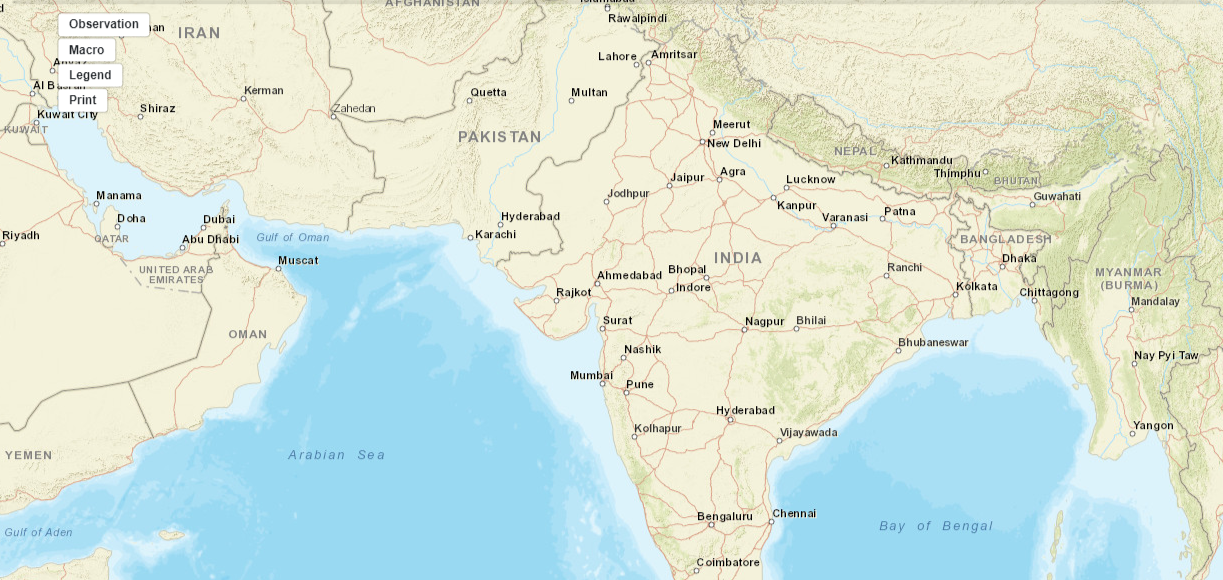 AFGHANISTAN
Rawalpindi
Observation
IRAN
Macro
Lahore
Amritsar
Legend
Print
Kerman
Quetta
Multan
Shiraz
Zahedan
Kuwait City
KUWAIT
PAKISTAN
Meerut
New Delhi
NEPAL
Kathmandu
Thimphu
BHUTAN
Jaipur
Agra
Lucknow
Manama
Jodhpur
Kanpur
Guwahati
Doha
Dubai
Hyderabad
Varanasi
Patna
Riyadh
QATAR
Abu Dhabi
Gulf of Oman
Karachi
BANGLADESH
Muscat
INDIA
Dhaka
UNITED ARAB
EMIRATES
Ahmedabad
Bhopal
Ranchi
MYANMAR
(BURMA)
Rajkot
Indore
Kolkata
Chittagong
Mandalay
OMAN
Surat
Nagpur
Bhilai
Nashik
Bhubaneswar
Nay Pyi Taw
Mumbai
Pune
Hyderabad
Kolhapur
Vijayawada
Yangon
YEMEN
Arabian Sea
Bengaluru
Chennai
Bay of Bengal
Gulf of Aden
Coimbatore